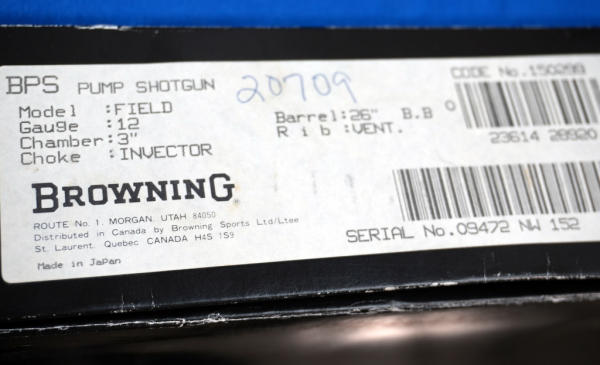 BPS PUMP SHOTGUN
20709
CODE No. 150299
Model :FIELD
Gauge :12
Chamber:3"
Choke :INVECTOR
Barrel:26" B.B
Rib :VENT.
23614 28920
BROWNING
ROUTE No. 1, MORGAN, UTAH 84050
Distributed in Canada by Browning Sports Ltd/Ltee
St. Laurent, Quebec CANADA H4S 1S9
Made in Japan
SERIAL No.09472 NW 152